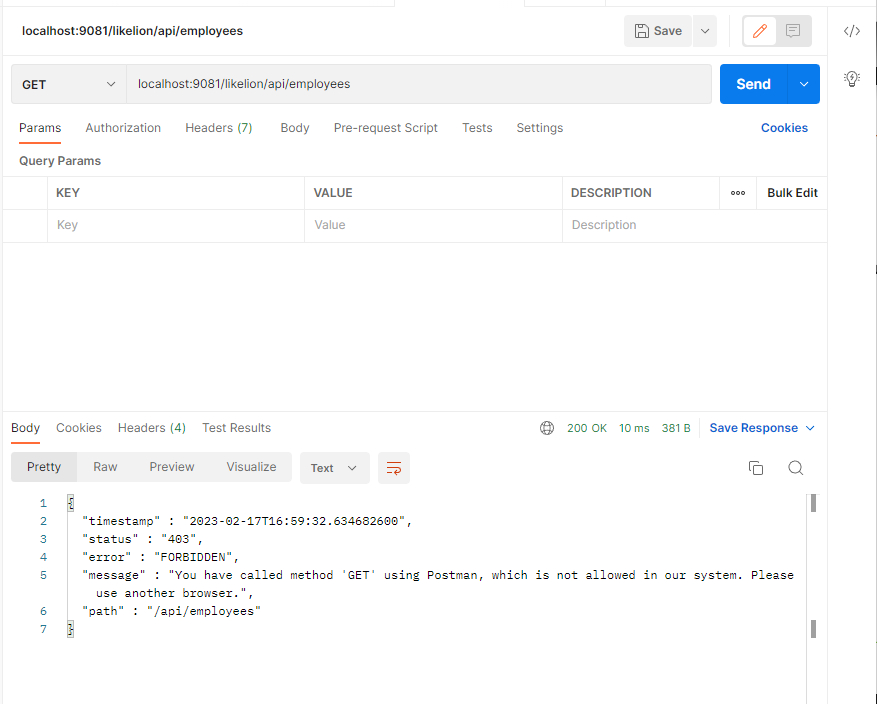 localhost:9081/likelion/api/employees
Save
GET
localhost:9081/likelion/api/employees
Send
Params Authorization Headers (7) Body Pre-request Script Tests Settings Cookies
Query Params
KEY VALUE DESCRIPTION ooo Bulk Edit
Key Value Description
Body Cookies Headers (4) Test Results 200 OK 10 ms 381 B Save Response
Pretty Raw Preview Visualize Text
1 {
2 "timestamp" : "2023-02-17T16:59:32.634682600",
3 "status" : "403",
4 "error" : "FORBIDDEN",
5 "message" : "You have called method 'GET' using Postman, which is not allowed in our system. Please
use another browser.",
6 "path" : "/api/employees"
7 }